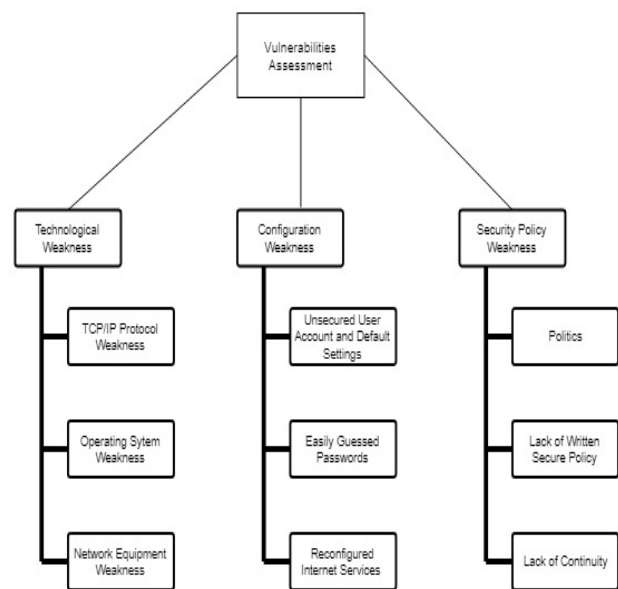 Vulnerabilities
Assessment
Technological
Weakness
Configuration
Weakness
Security Policy
Weakness
TCP/IP Protocol
Weakness
Unsecured User
Account and Default
Settings
Politics
Operating Sytem
Weakness
Easily Guessed
Passwords
Lack of Written
Secure Policy
Network Equipment
Weakness
Reconfigured
Internet Services
Lack of Continuity